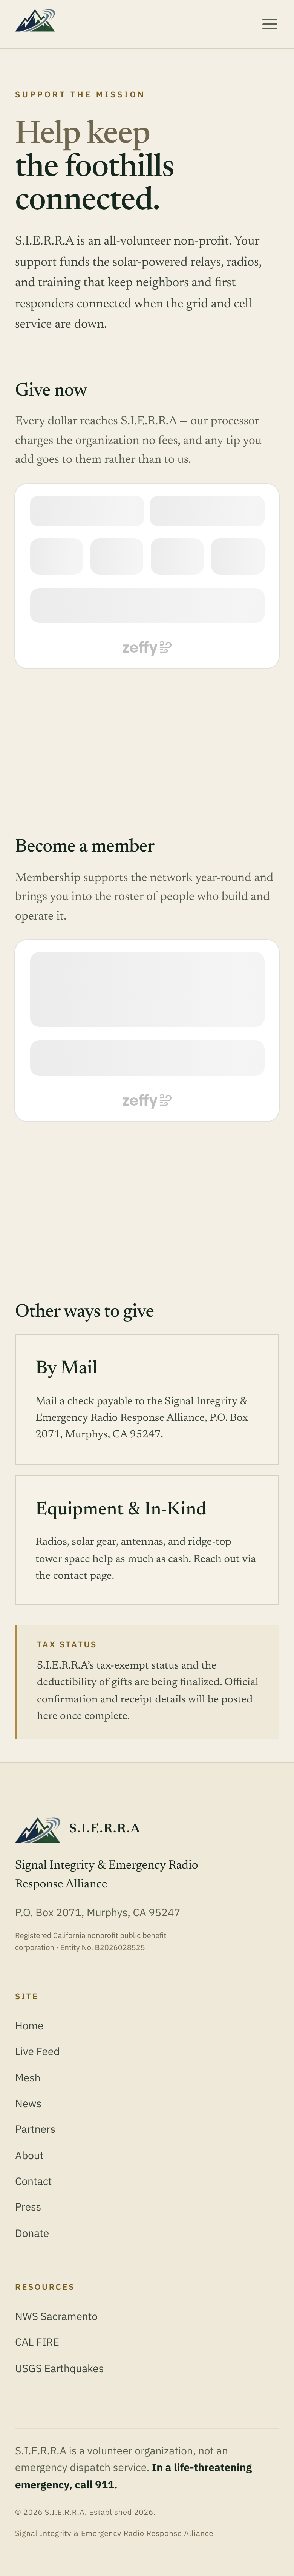 SUPPORT THE MISSION
Help keep
the foothills
connected.
S.I.E.R.R.A is an all-volunteer non-profit. Your
support funds the solar-powered relays, radios,
and training that keep neighbors and first
responders connected when the grid and cell
service are down.
Give now
Every dollar reaches S.I.E.R.R.A — our processor
charges the organization no fees, and any tip you
add goes to them rather than to us.
zeffy
Become a member
Membership supports the network year-round and
brings you into the roster of people who build and
operate it.
zeffy
Other ways to give
By Mail
Mail a check payable to the Signal Integrity &
Emergency Radio Response Alliance, P.O. Box
2071, Murphys, CA 95247.
Equipment & In-Kind
Radios, solar gear, antennas, and ridge-top
tower space help as much as cash. Reach out via
the contact page.
TAX STATUS
S.I.E.R.R.A's tax-exempt status and the
deductibility of gifts are being finalized. Official
confirmation and receipt details will be posted
here once complete.
S.I.E.R.R.A
Signal Integrity & Emergency Radio
Response Alliance
P.O. Box 2071, Murphys, CA 95247
Registered California nonprofit public benefit
corporation · Entity No. B2026028525
SITE
Home
Live Feed
Mesh
News
Partners
About
Contact
Press
Donate
RESOURCES
NWS Sacramento
CAL FIRE
USGS Earthquakes
S.I.E.R.R.A is a volunteer organization, not an
emergency dispatch service. In a life-threatening
emergency, call 911.
© 2026 S.I.E.R.R.A. Established 2026.
Signal Integrity & Emergency Radio Response Alliance